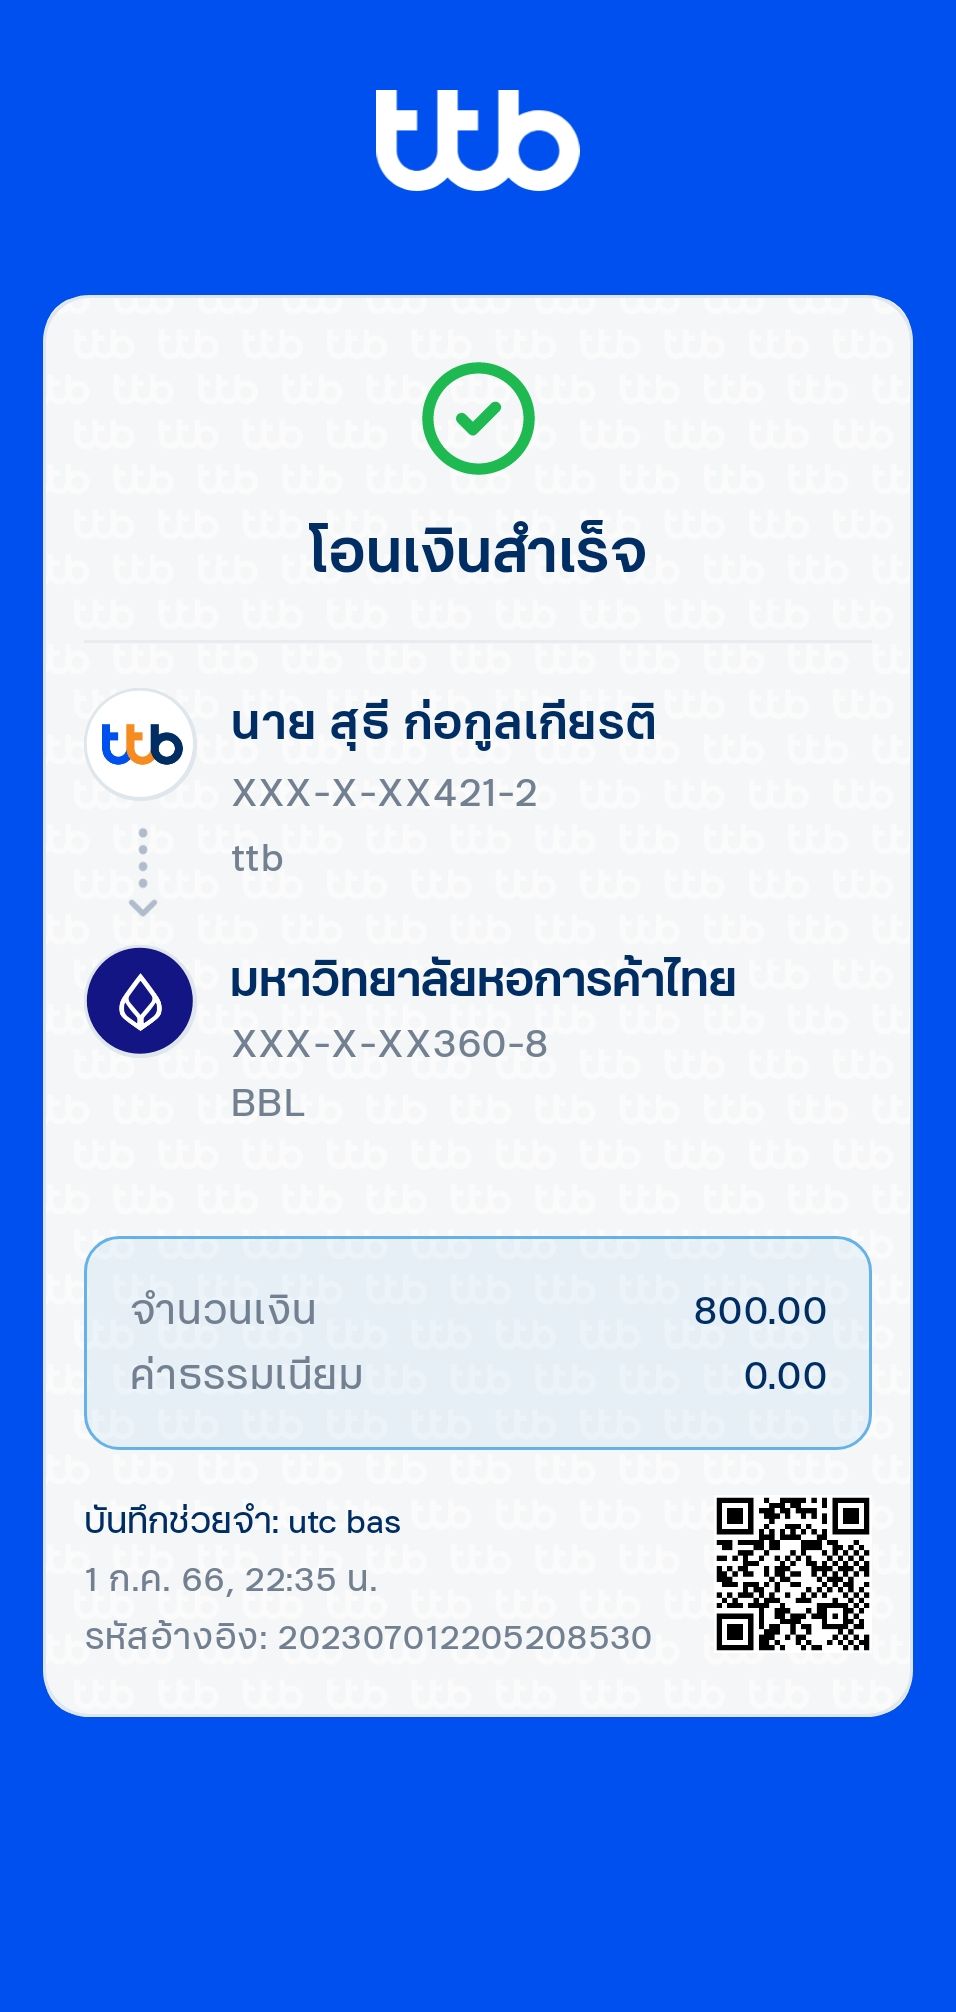 ttb
โอนเงินสำเร็จ
ttb
นาย สุธี ก่อกูลเกียรติ
XXX-X-XX421-2
ttb
มหาวิทยาลัยหอการค้าไทย
XXX-X-XX360-8
BBL
จำนวนเงิน 800.00
ค่าธรรมเนียม 0.00
บันทึกช่วยจำ: utc bas
1 ก.ค. 66, 22:35 น.
รหัสอ้างอิง: 202307012205208530